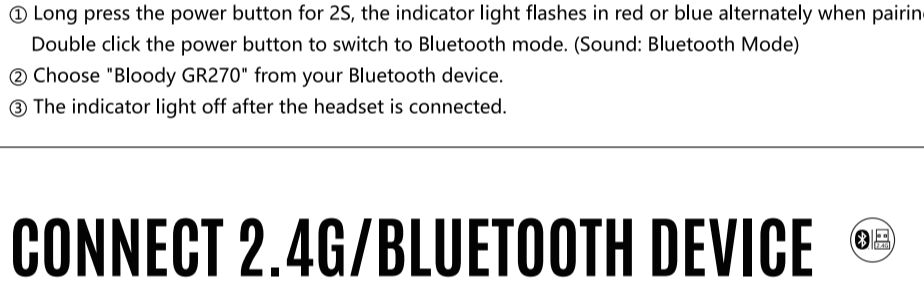 ① Long press the power button for 2S, the indicator light flashes in red or blue alternately when
Double click the power button to switch to Bluetooth mode. (Sound: Bluetooth Mode)
② Choose "Bloody GR270" from your Bluetooth device.
③ The indicator light off after the headset is connected.
CONNECT 2.4G/BLUETOOTH DEVICE